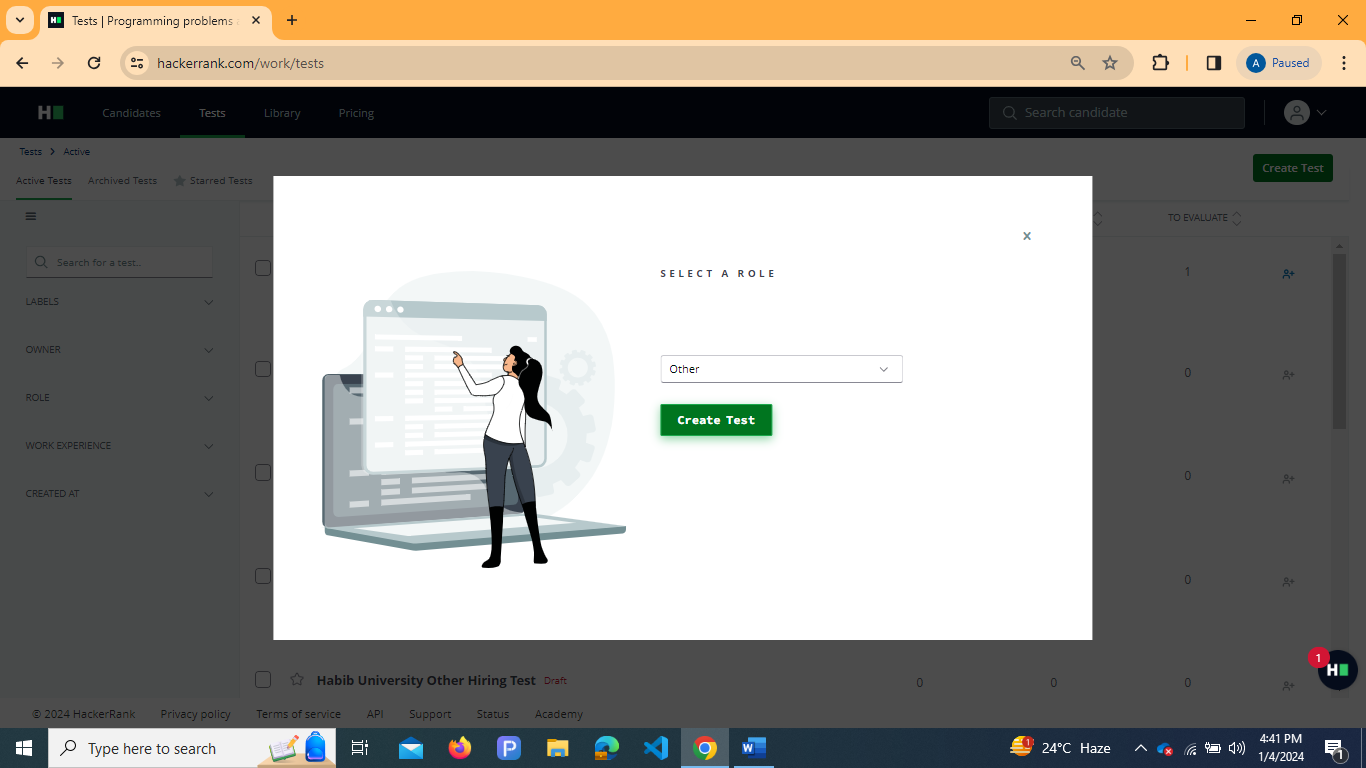 Tests | Programming problems
hackerrank.com/work/tests
A Paused
H
Candidates Tests Library Pricing
Search candidate
Tests > Active
Active Tests Archived Tests Starred Tests
Create Test
TO EVALUATE
Search for a test..
LABELS
OWNER
ROLE
WORK EXPERIENCE
CREATED AT
x
SELECT A ROLE
Other
Create Test
1
0
0
0
Habib University Other Hiring Test Draft 0 0 0
1
H
© 2024 HackerRank Privacy policy Terms of service API Support Status Academy
Type here to search
1 24°C Haze
4:41 PM
1/4/2024
1